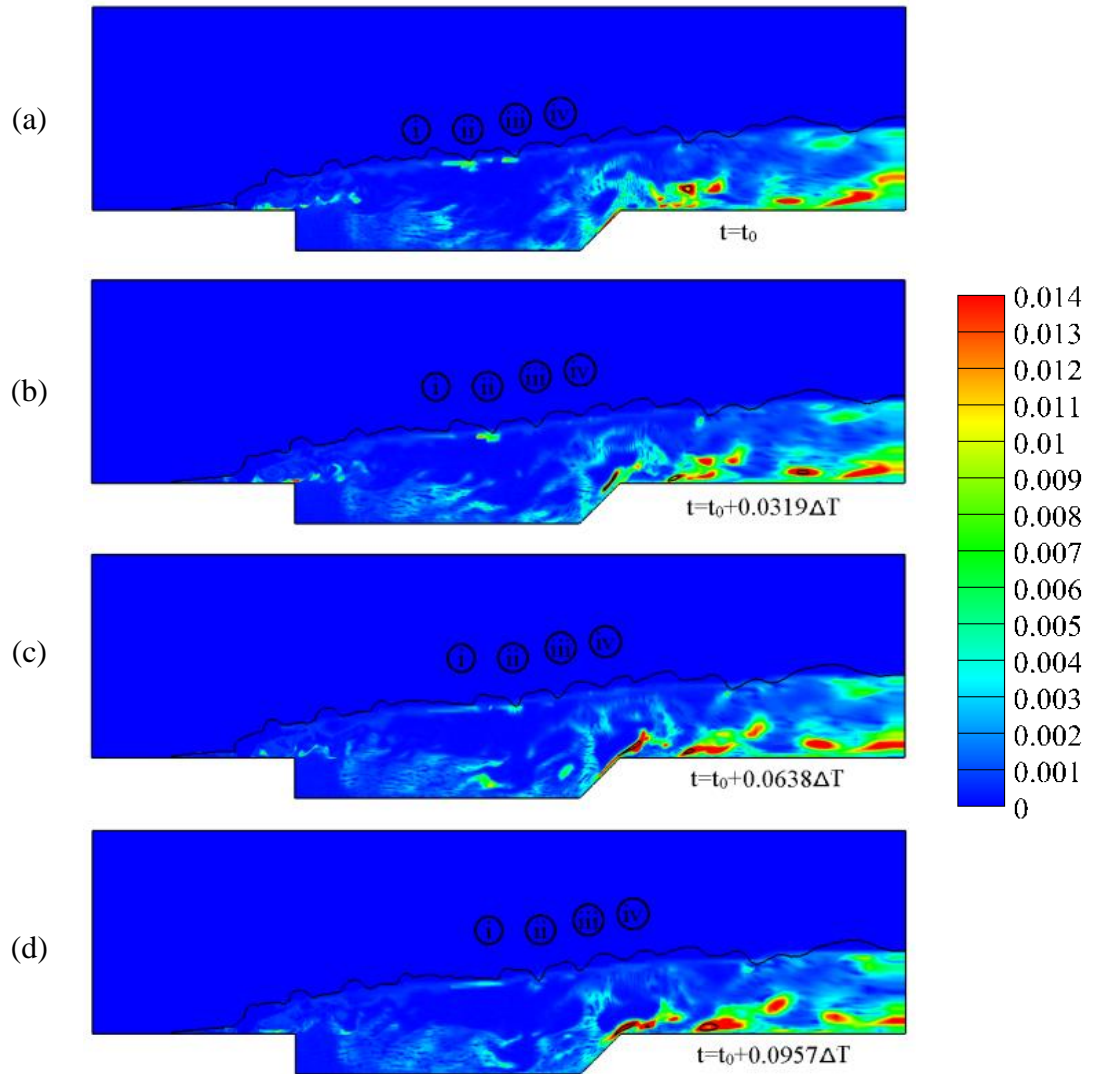 (a)
i ii iii iv
t=t₀
(b)
i ii iii iv
t=t₀+0.0319ΔT
(c)
i ii iii iv
t=t₀+0.0638ΔT
(d)
i ii iii iv
t=t₀+0.0957ΔT
0.014
0.013
0.012
0.011
0.01
0.009
0.008
0.007
0.006
0.005
0.004
0.003
0.002
0.001
0